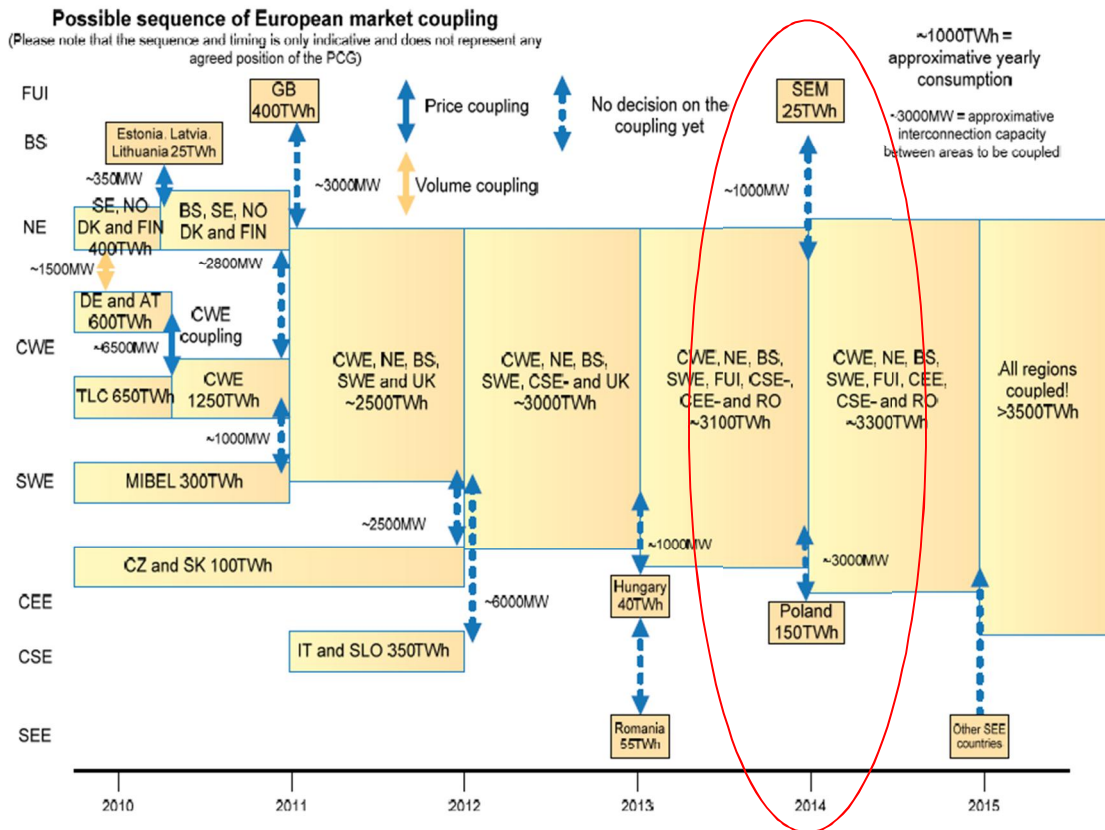 Possible sequence of European market coupling
(Please note that the sequence and timing is only indicative and does not represent any
agreed position of the PCG)
~1000TWh =
approximative yearly
consumption
~3000MW = approximative
interconnection capacity
between areas to be coupled
FUI
BS
NE
CWE
SWE
CEE
CSE
SEE
GB
400TWh
Price coupling
No decision on the
coupling yet
Volume coupling
SEM
25TWh
Estonia. Latvia.
Lithuania 25TWh
~350MW
~3000MW
~1000MW
SE, NO
DK and FIN
400TWh
BS, SE, NO
DK and FIN
~1500MW
~2800MW
DE and AT
600TWh
CWE
coupling
~6500MW
TLC 650TWh
CWE
1250TWh
~1000MW
MIBEL 300TWh
CWE, NE, BS,
SWE and UK
~2500TWh
CWE, NE, BS,
SWE, CSE- and UK
~3000TWh
CWE, NE, BS,
SWE, FUI, CSE-,
CEE- and RO
~3100TWh
CWE, NE, BS,
SWE, FUI, CEE,
CSE- and RO
~3300TWh
All regions
coupled!
>3500TWh
~2500MW
CZ and SK 100TWh
~6000MW
IT and SLO 350TWh
~1000MW
Hungary
40TWh
~3000MW
Poland
150TWh
Romania
55TWh
Other SEE
countries
2010
2011
2012
2013
2014
2015